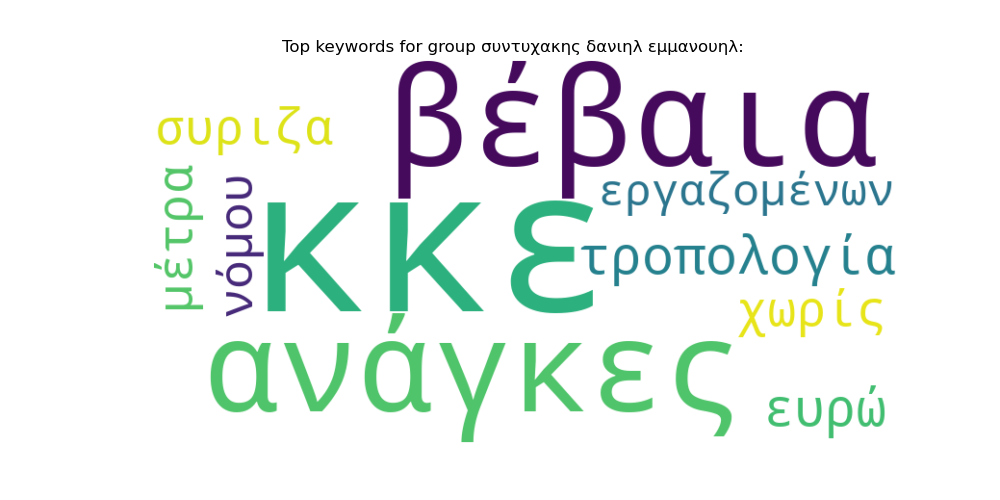 Top keywords for group συντυχακης δανιηλ εμμανουηλ:
βέβαια
συριζα
εργαζομένων
μέτρα
νόμου
κκε
τροπολογία
χωρίς
ανάγκες
ευρώ